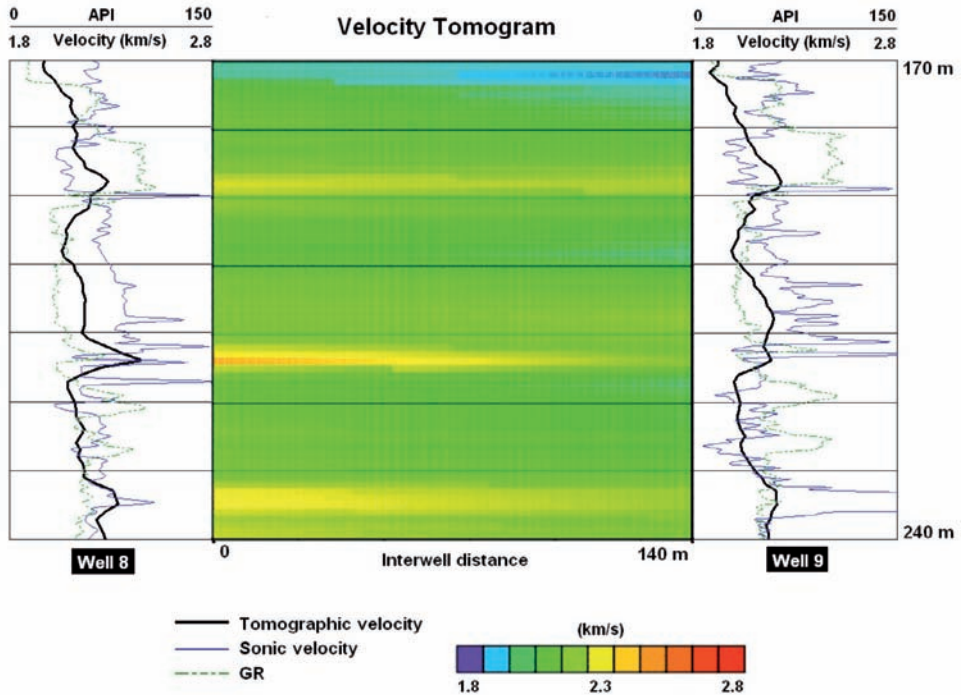 0 API 150
1.8 Velocity (km/s) 2.8
Velocity Tomogram
0 API 150
1.8 Velocity (km/s) 2.8
170 m
240 m
Well 8
0 Interwell distance 140 m
Well 9
Tomographic velocity
Sonic velocity
GR
(km/s)
1.8 2.3 2.8